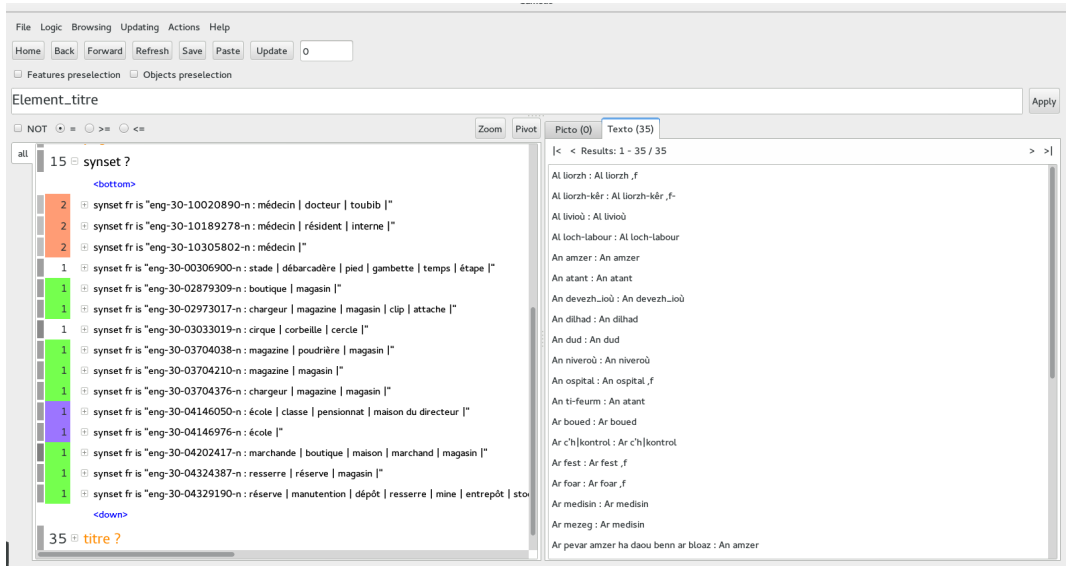 File Logic Browsing Updating Actions Help
Home Back Forward Refresh Save Paste Update 0
Features preselection Objects preselection
Element_titre Apply
NOT = >= <= Zoom Pivot
all
15 synset ?
<bottom>
2 synset fr is "eng-30-10020890-n : médecin | docteur | toubib |"
2 synset fr is "eng-30-10189278-n : médecin | résident | interne |"
2 synset fr is "eng-30-10305802-n : médecin |"
1 synset fr is "eng-30-00306900-n : stade | débarcadère | pied | gambette | temps | étape |"
1 synset fr is "eng-30-02879309-n : boutique | magasin |"
1 synset fr is "eng-30-02973017-n : chargeur | magazine | magasin | clip | attache |"
1 synset fr is "eng-30-03033019-n : cirque | corbeille | cercle |"
1 synset fr is "eng-30-03704038-n : magazine | poudrière | magasin |"
1 synset fr is "eng-30-03704210-n : magazine | magasin |"
1 synset fr is "eng-30-03704376-n : chargeur | magazine | magasin |"
1 synset fr is "eng-30-04146050-n : école | classe | pensionnat | maison du directeur |"
1 synset fr is "eng-30-04146976-n : école |"
1 synset fr is "eng-30-04202417-n : marchande | boutique | maison | marchand | magasin |"
1 synset fr is "eng-30-04324387-n : resserre | réserve | magasin |"
1 synset fr is "eng-30-04329190-n : réserve | manutention | dépôt | resserre | mine | entrepôt | sto
<down>
35 titre ?
Picto (0) Texto (35)
|< < Results: 1 - 35 / 35 > >|
Al liorzh : Al liorzh ,f
Al liorzh-kêr : Al liorzh-kêr ,f-
Al livioù : Al livioù
Al loch-labour : Al loch-labour
An amzer : An amzer
An atant : An atant
An devezh_ioù : An devezh_ioù
An dilhad : An dilhad
An dud : An dud
An niveroù : An niveroù
An ospital : An ospital ,f
An ti-feurm : An atant
Ar boued : Ar boued
Ar c'h|kontrol : Ar c'h|kontrol
Ar fest : Ar fest ,f
Ar foar : Ar foar ,f
Ar medisin : Ar medisin
Ar mezeg : Ar medisin
Ar pevar amzer ha daou benn ar bloaz : An amzer